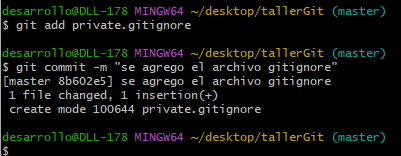 desarrollo@DLL-178 MINGW64 ~/desktop/tallerGit (master)
$ git add private.gitignore
desarrollo@DLL-178 MINGW64 ~/desktop/tallerGit (master)
$ git commit -m "se agrego el archivo gitignore"
[master 8b602e5] se agrego el archivo gitignore
1 file changed, 1 insertion(+)
create mode 100644 private.gitignore
desarrollo@DLL-178 MINGW64 ~/desktop/tallerGit (master)
$